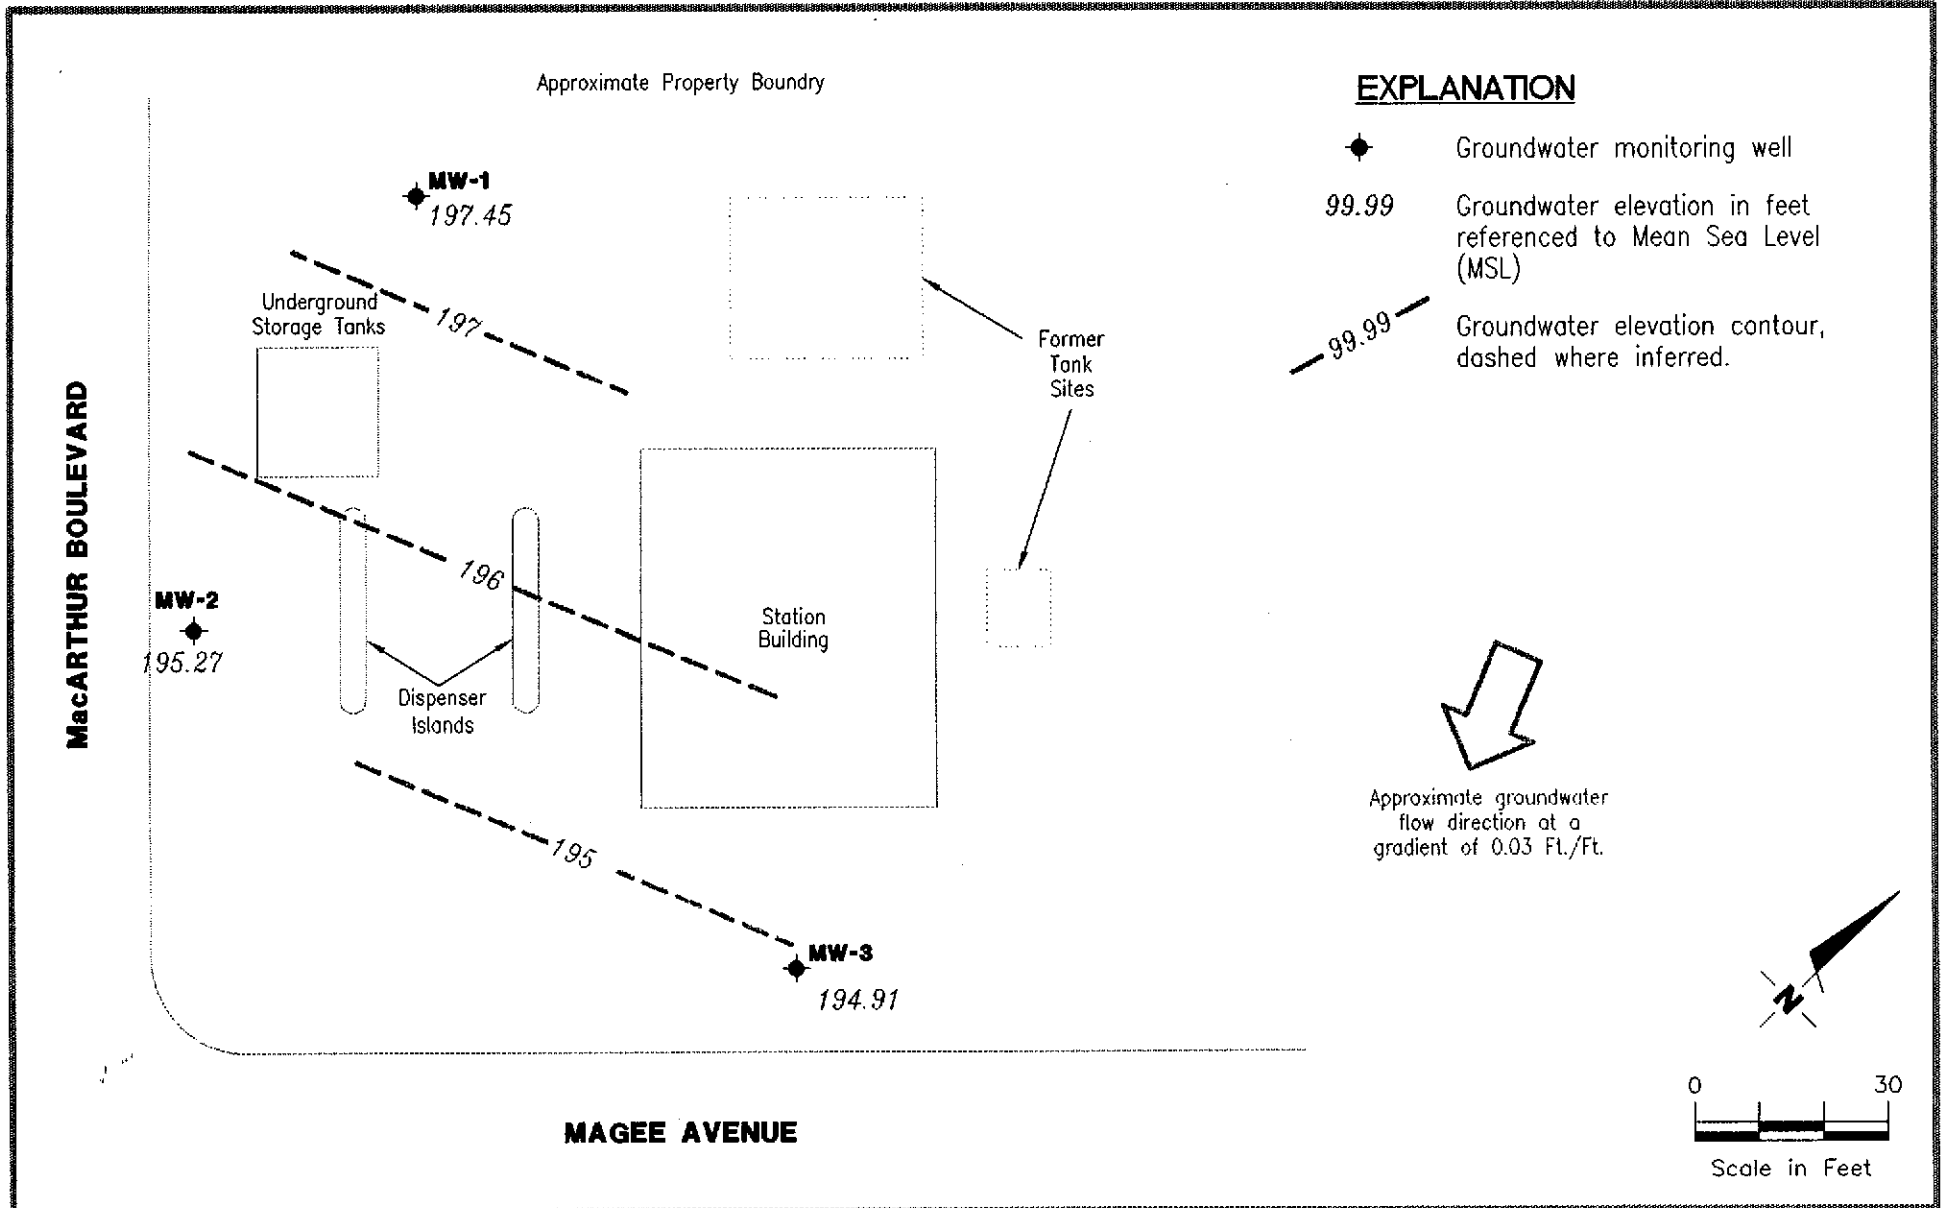 Approximate Property Boundry
EXPLANATION
Groundwater monitoring well
99.99
Groundwater elevation in feet
referenced to Mean Sea Level
(MSL)
99.99
Groundwater elevation contour,
dashed where inferred.
MW-1
197.45
Underground
Storage Tanks
197
Former
Tank
Sites
MacARTHUR BOULEVARD
196
MW-2
195.27
Station
Building
Dispenser
Islands
195
Approximate groundwater
flow direction at a
gradient of 0.03 Ft./Ft.
MW-3
194.91
N
MAGEE AVENUE
0 30
Scale in Feet